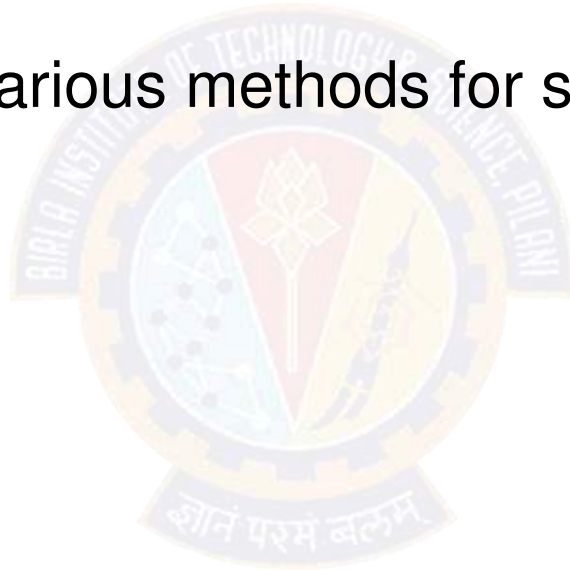 BIRLA INSTITUTE OF TECHNOLOGY & SCIENCE, PILANI
arious methods for s
ज्ञानं परमं बलम्